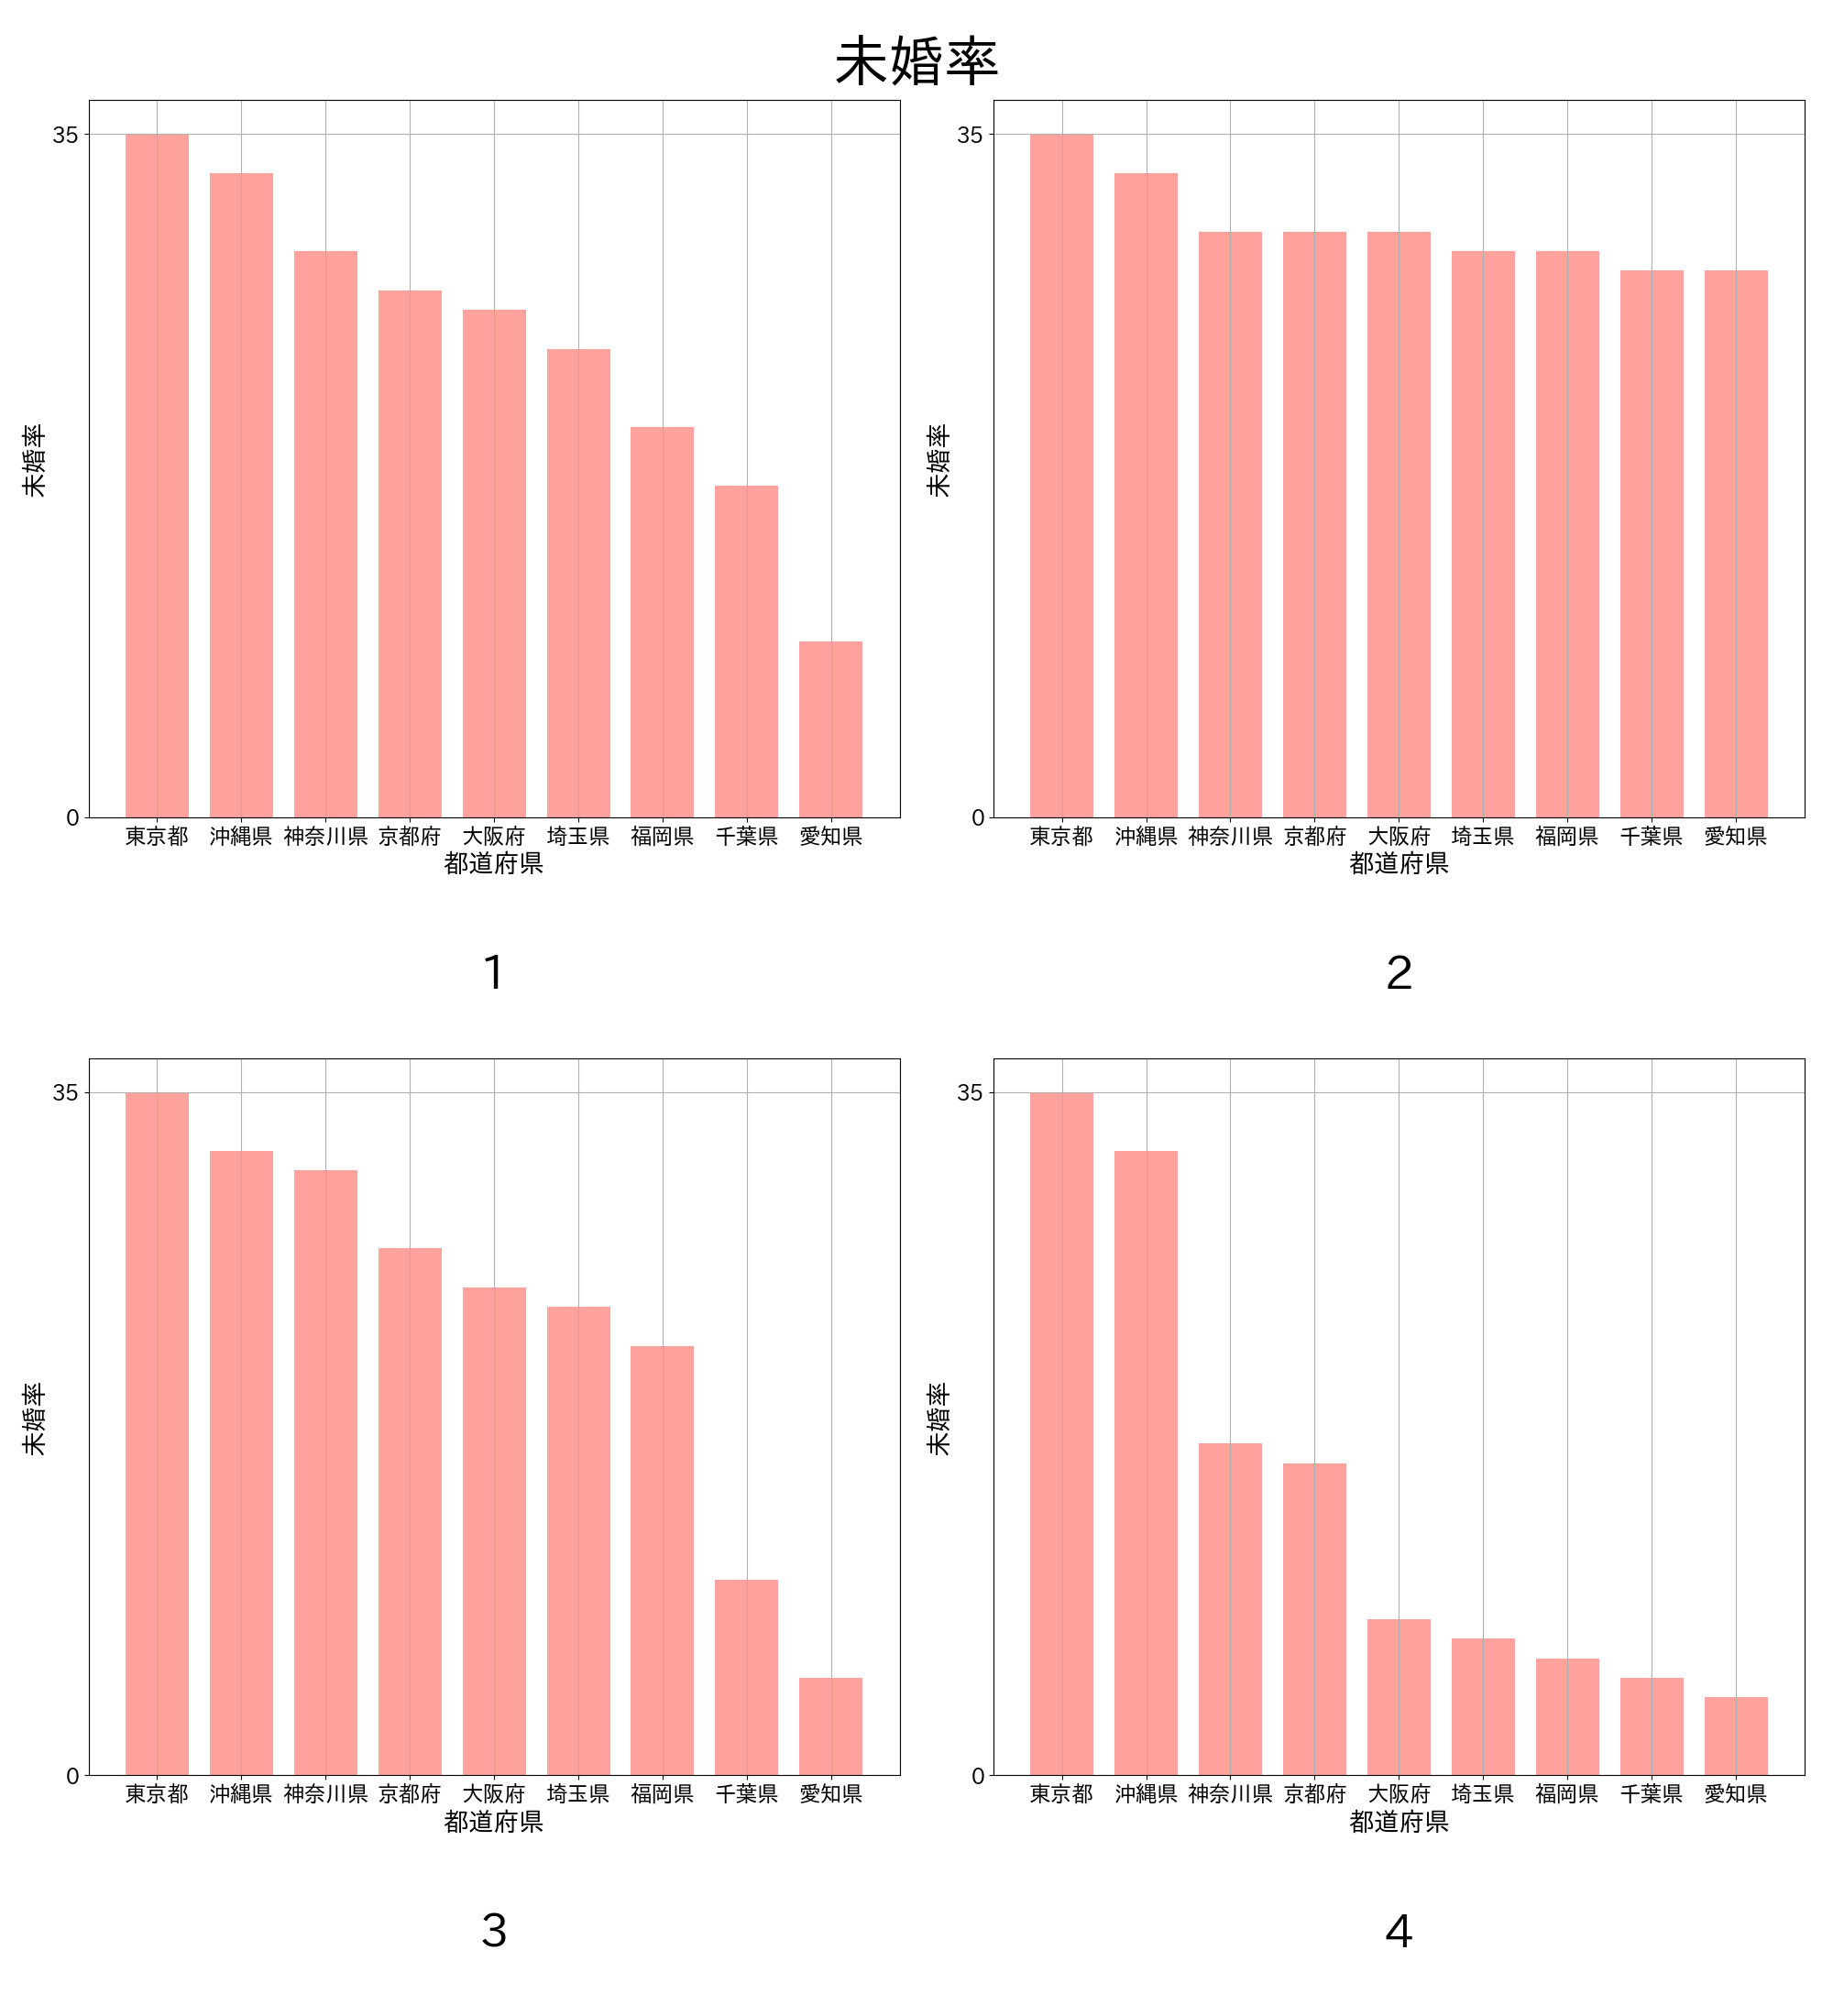 未婚率
35
0
未婚率
東京都 沖縄県 神奈川県 京都府 大阪府 埼玉県 福岡県 千葉県 愛知県
都道府県
1
35
0
未婚率
東京都 沖縄県 神奈川県 京都府 大阪府 埼玉県 福岡県 千葉県 愛知県
都道府県
2
35
0
未婚率
東京都 沖縄県 神奈川県 京都府 大阪府 埼玉県 福岡県 千葉県 愛知県
都道府県
3
35
0
未婚率
東京都 沖縄県 神奈川県 京都府 大阪府 埼玉県 福岡県 千葉県 愛知県
都道府県
4